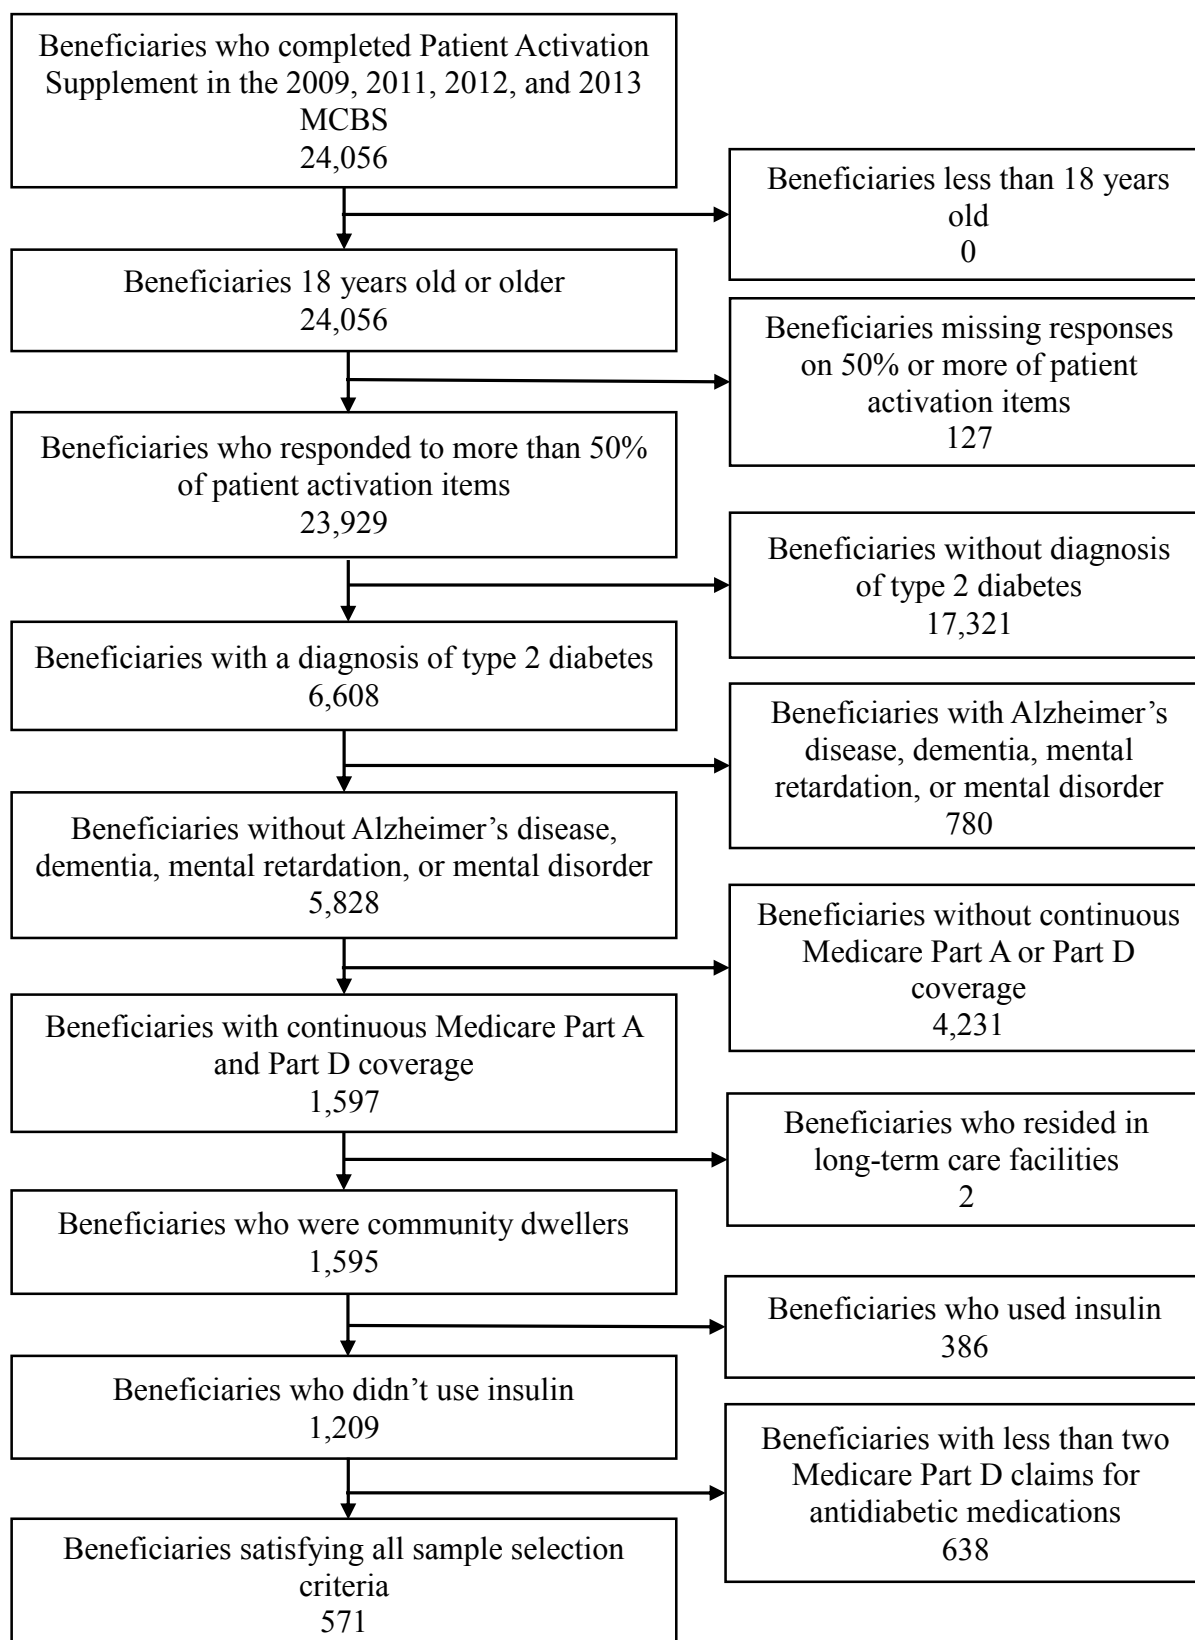 Beneficiaries who completed Patient Activation
Supplement in the 2009, 2011, 2012, and 2013
MCBS
24,056
Beneficiaries less than 18 years
old
0
Beneficiaries 18 years old or older
24,056
Beneficiaries missing responses
on 50% or more of patient
activation items
127
Beneficiaries who responded to more than 50%
of patient activation items
23,929
Beneficiaries without diagnosis
of type 2 diabetes
17,321
Beneficiaries with a diagnosis of type 2 diabetes
6,608
Beneficiaries with Alzheimer’s
disease, dementia, mental
retardation, or mental disorder
780
Beneficiaries without Alzheimer’s disease,
dementia, mental retardation, or mental disorder
5,828
Beneficiaries without continuous
Medicare Part A or Part D
coverage
4,231
Beneficiaries with continuous Medicare Part A
and Part D coverage
1,597
Beneficiaries who resided in
long-term care facilities
2
Beneficiaries who were community dwellers
1,595
Beneficiaries who used insulin
386
Beneficiaries who didn’t use insulin
1,209
Beneficiaries with less than two
Medicare Part D claims for
antidiabetic medications
638
Beneficiaries satisfying all sample selection
criteria
571